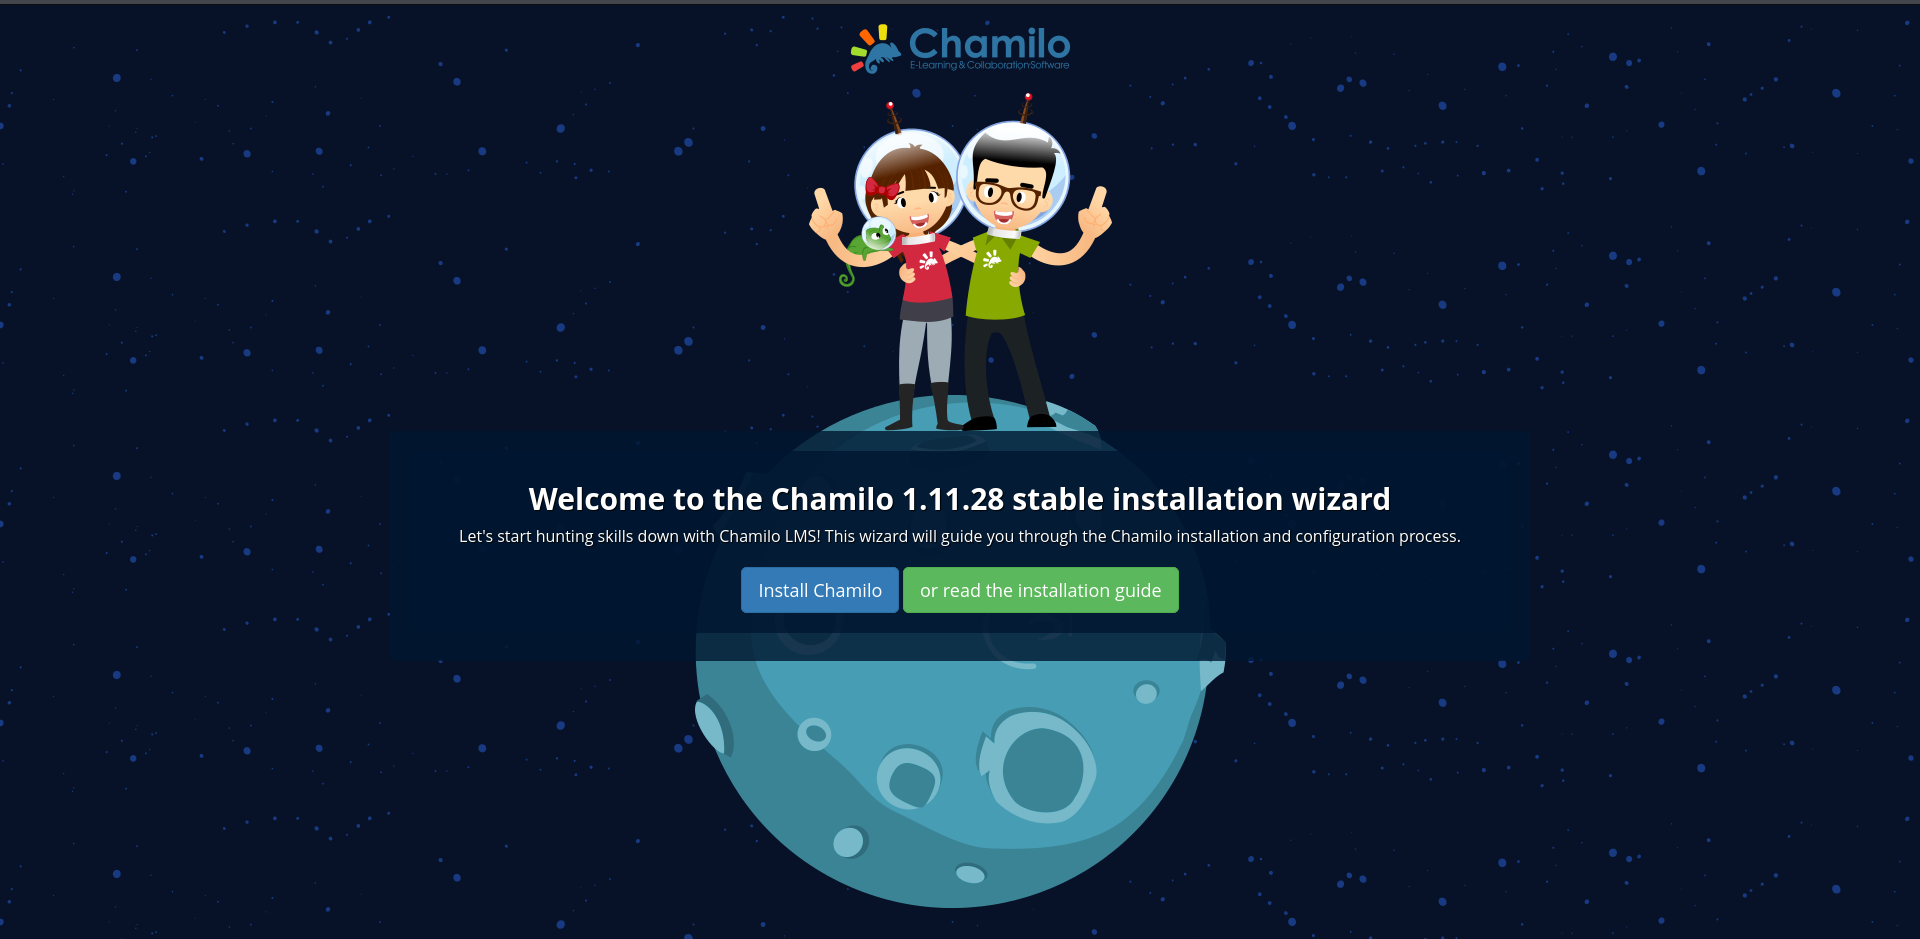 Chamilo
E-Learning & Collaboration Software
Welcome to the Chamilo 1.11.28 stable installation wizard
Let's start hunting skills down with Chamilo LMS! This wizard will guide you through the Chamilo installation and configuration process.
Install Chamilo
or read the installation guide